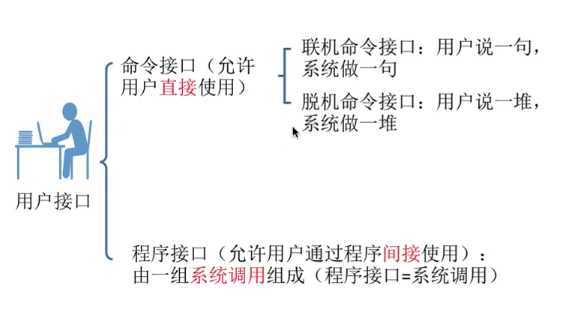 命令接口（允许
用户直接使用）
联机命令接口：用户说一句，
系统做一句
脱机命令接口：用户说一堆，
系统做一堆
用户接口
程序接口（允许用户通过程序间接使用）：
由一组系统调用组成（程序接口=系统调用）